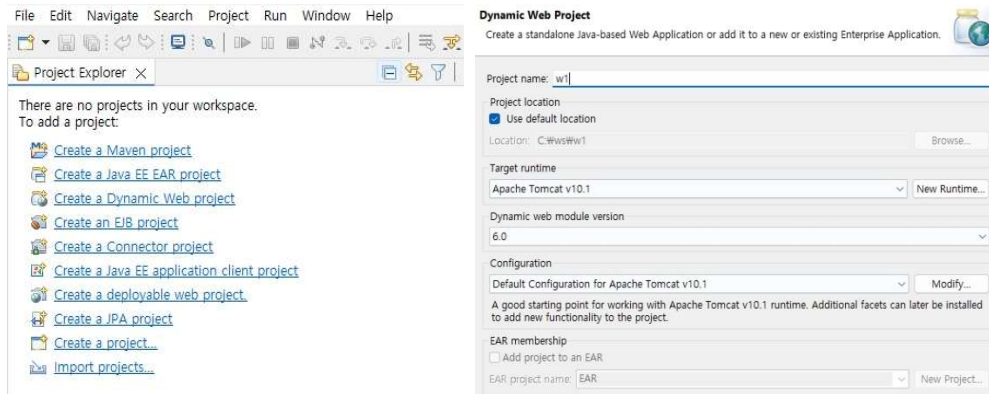 File Edit Navigate Search Project Run Window Help
Project Explorer
There are no projects in your workspace.
To add a project:
Create a Maven project
Create a Java EE EAR project
Create a Dynamic Web project
Create an EJB project
Create a Connector project
Create a Java EE application client project
Create a deployable web project.
Create a JPA project
Create a project...
Import projects...
Dynamic Web Project
Create a standalone Java-based Web Application or add it to a new or existing Enterprise Application.
Project name: w1
Project location
Use default location
Location: C:₩ws₩w1 Browse...
Target runtime
Apache Tomcat v10.1 New Runtime...
Dynamic web module version
6.0
Configuration
Default Configuration for Apache Tomcat v10.1 Modify...
A good starting point for working with Apache Tomcat v10.1 runtime. Additional facets can later be installed
to add new functionality to the project.
EAR membership
Add project to an EAR
EAR project name: EAR New Project...